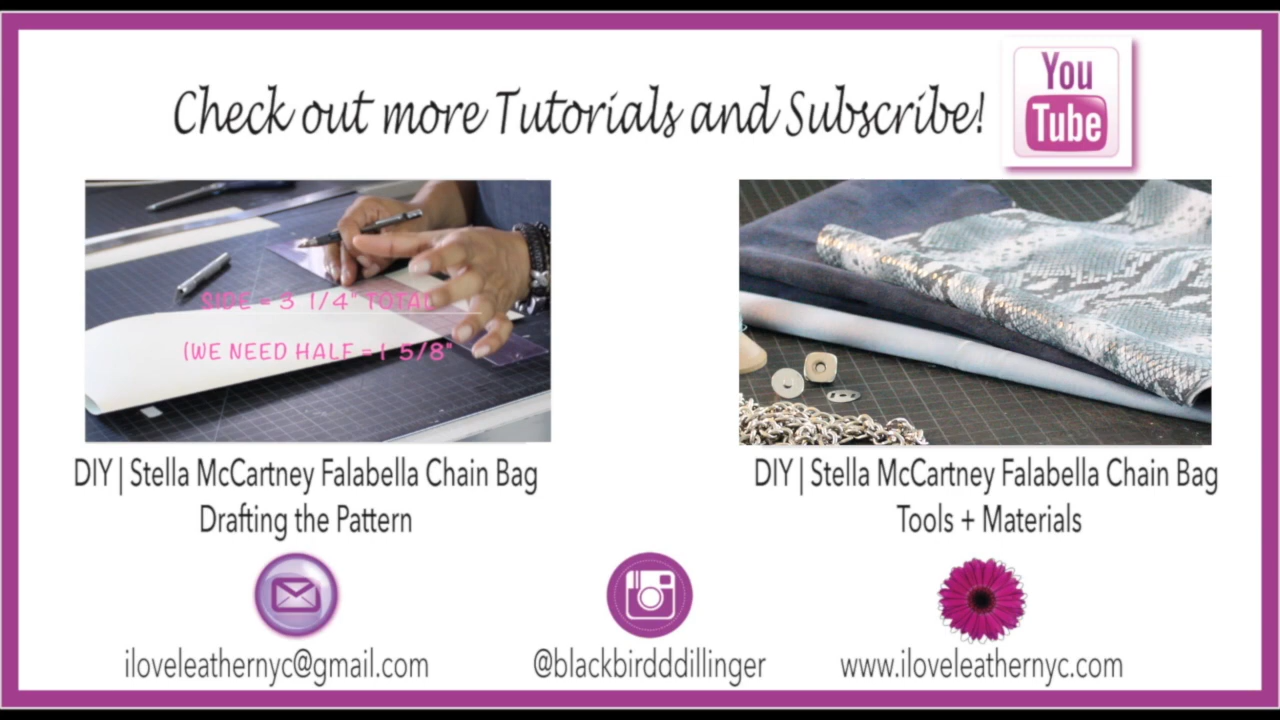 Check out more Tutorials and Subscribe!
You
Tube
SIDE = 3 1/4" TOTAL
(WE NEED HALF = 1 5/8"
DIY | Stella McCartney Falabella Chain Bag
Drafting the Pattern
DIY | Stella McCartney Falabella Chain Bag
Tools + Materials
iloveleathernyc@gmail.com
@blackbirdddillinger
www.iloveleathernyc.com